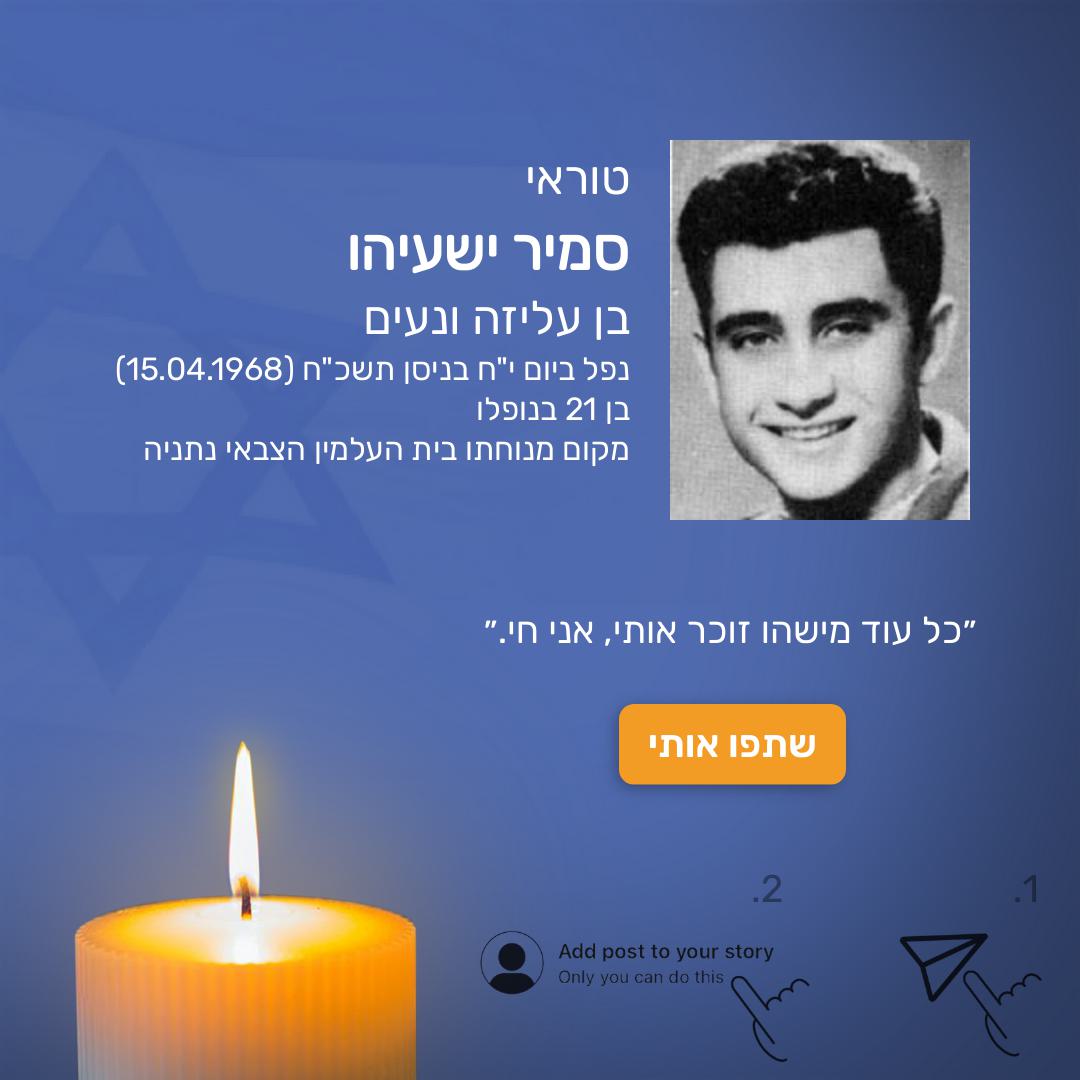 טוראי
סמיר ישעיהו
בן עליזה ונעים
נפל ביום י"ח בניסן תשכ"ח (15.04.1968)
בן 21 בנופלו
מקום מנוחתו בית העלמין הצבאי נתניה
״כל עוד מישהו זוכר אותי, אני חי.״
שתפו אותי
1.
2.
Add post to your story
Only you can do this